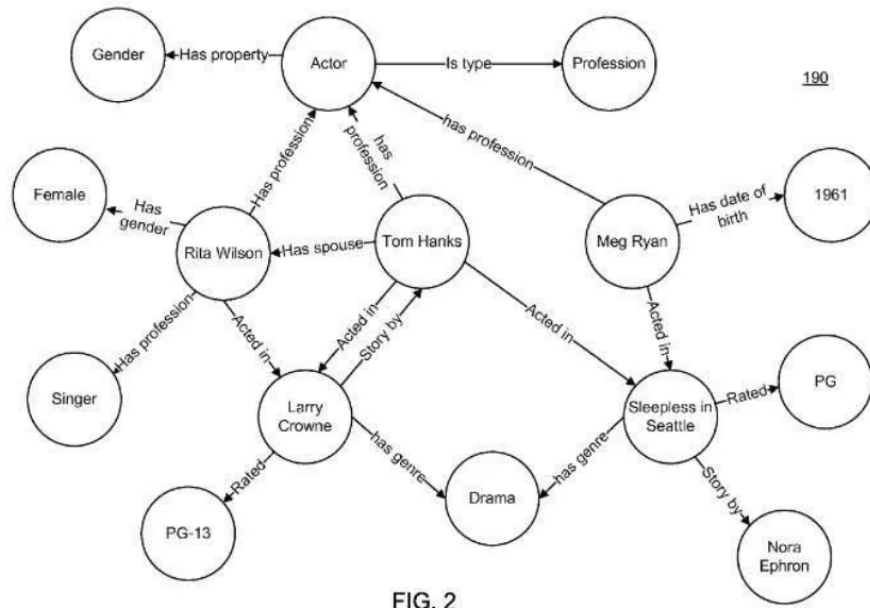 Gender
Has property
Actor
Is type
Profession
190
Has profession
has
profession
has profession
Female
Has
gender
Rita Wilson
Has spouse
Tom Hanks
Meg Ryan
Has date of
birth
1961
Has profession
Acted in
Acted in
Story by
Acted in
Acted in
Singer
Larry
Crowne
Sleepless in
Seattle
Rated
PG
Rated
has genre
has genre
Story by
PG-13
Drama
Nora
Ephron
FIG. 2